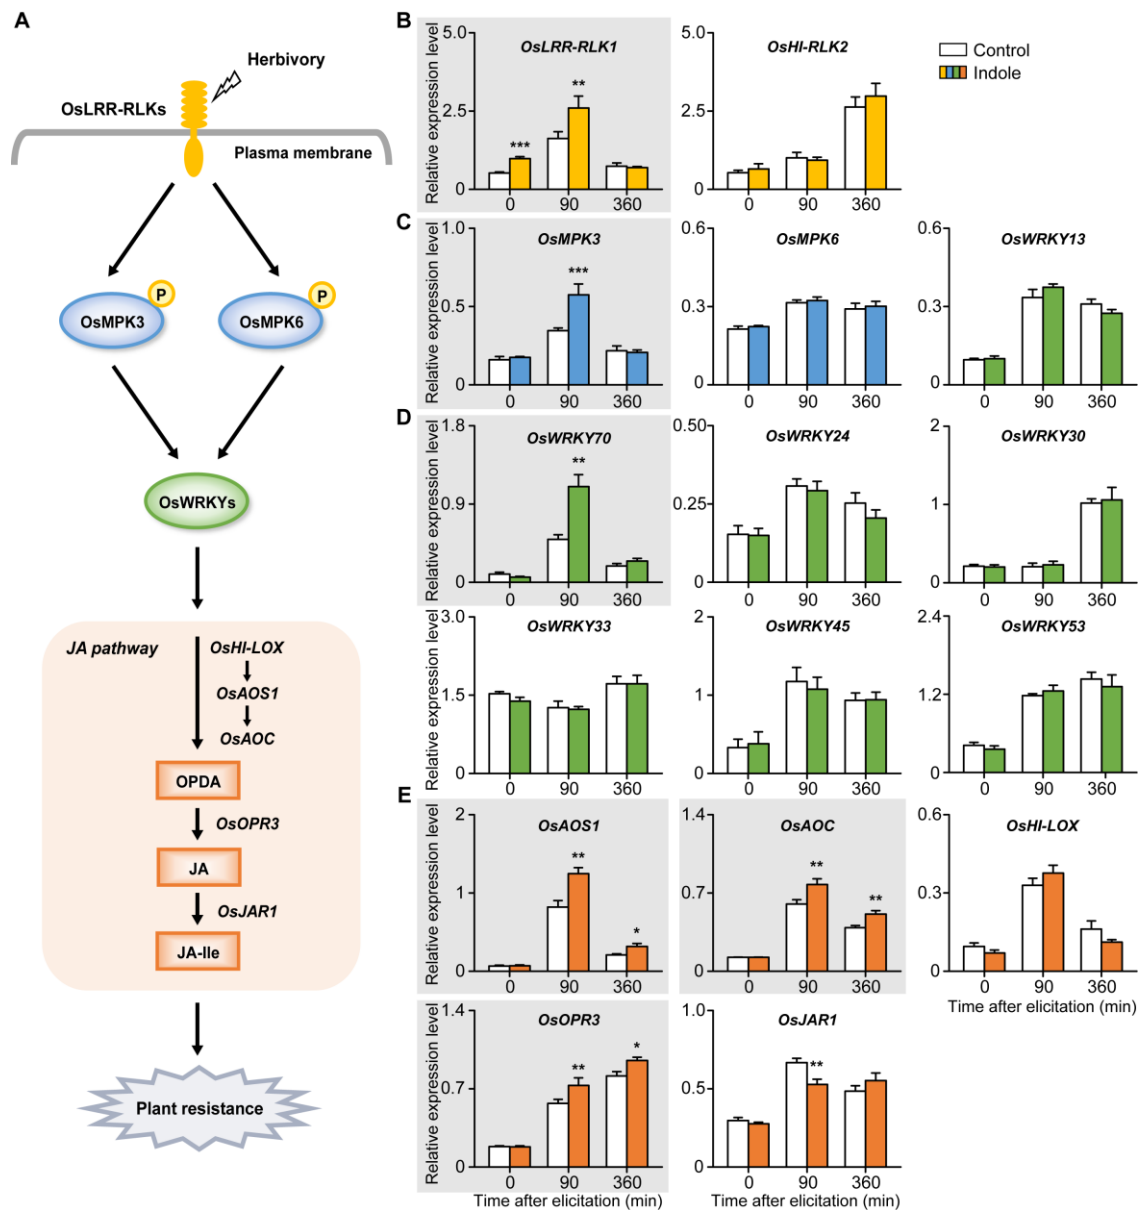 A
Herbivory
OsLRR-RLKs
Plasma membrane
P
P
OsMPK3
OsMPK6
OsWRKYs
JA pathway
OsHI-LOX
OsAOS1
OsAOC
OPDA
OsOPR3
JA
OsJAR1
JA-Ile
Plant resistance
B
Control
Indole
Relative expression level
OsLRR-RLK1
5.0
2.5
0
***
**
0 90 360
OsHI-RLK2
5.0
2.5
0
0 90 360
C
Relative expression level
OsMPK3
1.0
0.5
0
***
0 90 360
OsMPK6
0.6
0.3
0
0 90 360
OsWRKY13
0.6
0.3
0
0 90 360
D
Relative expression level
OsWRKY70
1.8
0.9
0
**
0 90 360
OsWRKY24
0.50
0.25
0
0 90 360
OsWRKY30
2
1
0
0 90 360
OsWRKY33
3.0
1.5
0
0 90 360
OsWRKY45
2
1
0
0 90 360
OsWRKY53
2.4
1.2
0
0 90 360
E
Relative expression level
OsAOS1
2
1
0
**
*
0 90 360
OsAOC
1.4
0.7
0
**
**
0 90 360
OsHI-LOX
0.6
0.3
0
0 90 360
Time after elicitation (min)
Relative expression level
OsOPR3
1.4
0.7
0
**
*
0 90 360
Time after elicitation (min)
OsJAR1
1.0
0.5
0
**
0 90 360
Time after elicitation (min)